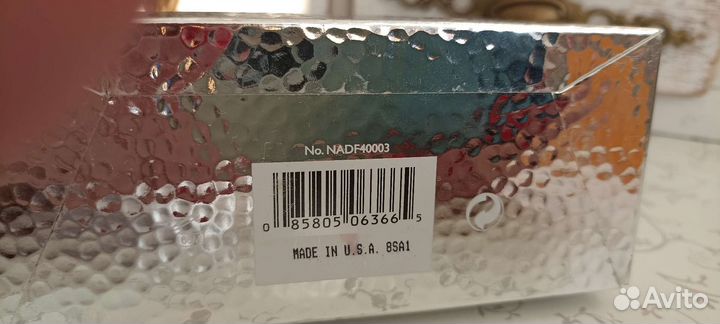 No. NADF40003
0 85805 06366 5
MADE IN U.S.A. 8SA1
Avito